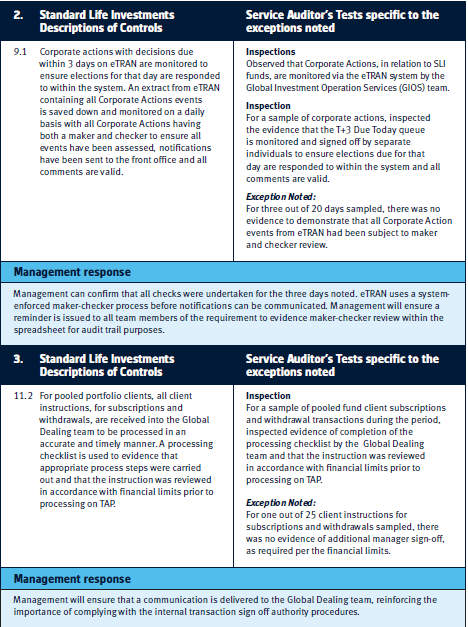 2. Standard Life Investments
Descriptions of Controls
Service Auditor's Tests specific to the
exceptions noted
9.1 Corporate actions with decisions due
within 3 days on eTRAN are monitored to
ensure elections for that day are responded
to within the system. An extract from eTRAN
containing all Corporate Actions events
is saved down and monitored on a daily
basis with all Corporate Actions having
both a maker and checker to ensure all
events have been assessed, notifications
have been sent to the front office and all
comments are valid.
Inspections
Observed that Corporate Actions, in relation to SLI
funds, are monitored via the eTRAN system by the
Global Investment Operation Services (GIOS) team.
Inspection
For a sample of corporate actions, inspected
the evidence that the T+3 Due Today queue
is monitored and signed off by separate
individuals to ensure elections due for that
day are responded to within the system and all
comments are valid.
Exception Noted:
For three out of 20 days sampled, there was no
evidence to demonstrate that all Corporate Action
events from eTRAN had been subject to maker
and checker review.
Management response
Management can confirm that all checks were undertaken for the three days noted. eTRAN uses a system-
enforced maker-checker process before notifications can be communicated. Management will ensure a
reminder is issued to all team members of the requirement to evidence maker-checker review within the
spreadsheet for audit trail purposes.
3. Standard Life Investments
Descriptions of Controls
Service Auditor's Tests specific to the
exceptions noted
11.2 For pooled portfolio clients, all client
instructions, for subscriptions and
withdrawals, are received into the Global
Dealing team to be processed in an
accurate and timely manner. A processing
checklist is used to evidence that
appropriate process steps were carried
out and that the instruction was reviewed
in accordance with financial limits prior to
processing on TAP.
Inspection
For a sample of pooled fund client subscriptions
and withdrawal transactions during the period,
inspected evidence of completion of the
processing checklist by the Global Dealing
team and that the instruction was reviewed
in accordance with financial limits prior to
processing on TAP.
Exception Noted:
For one out of 25 client instructions for
subscriptions and withdrawals sampled, there
was no evidence of additional manager sign-off,
as required per the financial limits.
Management response
Management will ensure that a communication is delivered to the Global Dealing team, reinforcing the
importance of complying with the internal transaction sign off authority procedures.